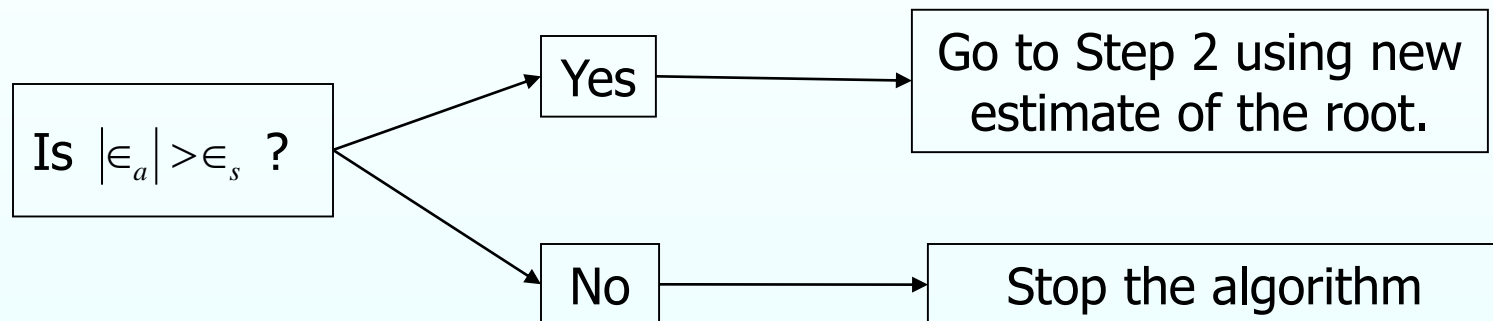 Is |∈ₐ| >∈ₛ ?
Yes
Go to Step 2 using new
estimate of the root.
No
Stop the algorithm